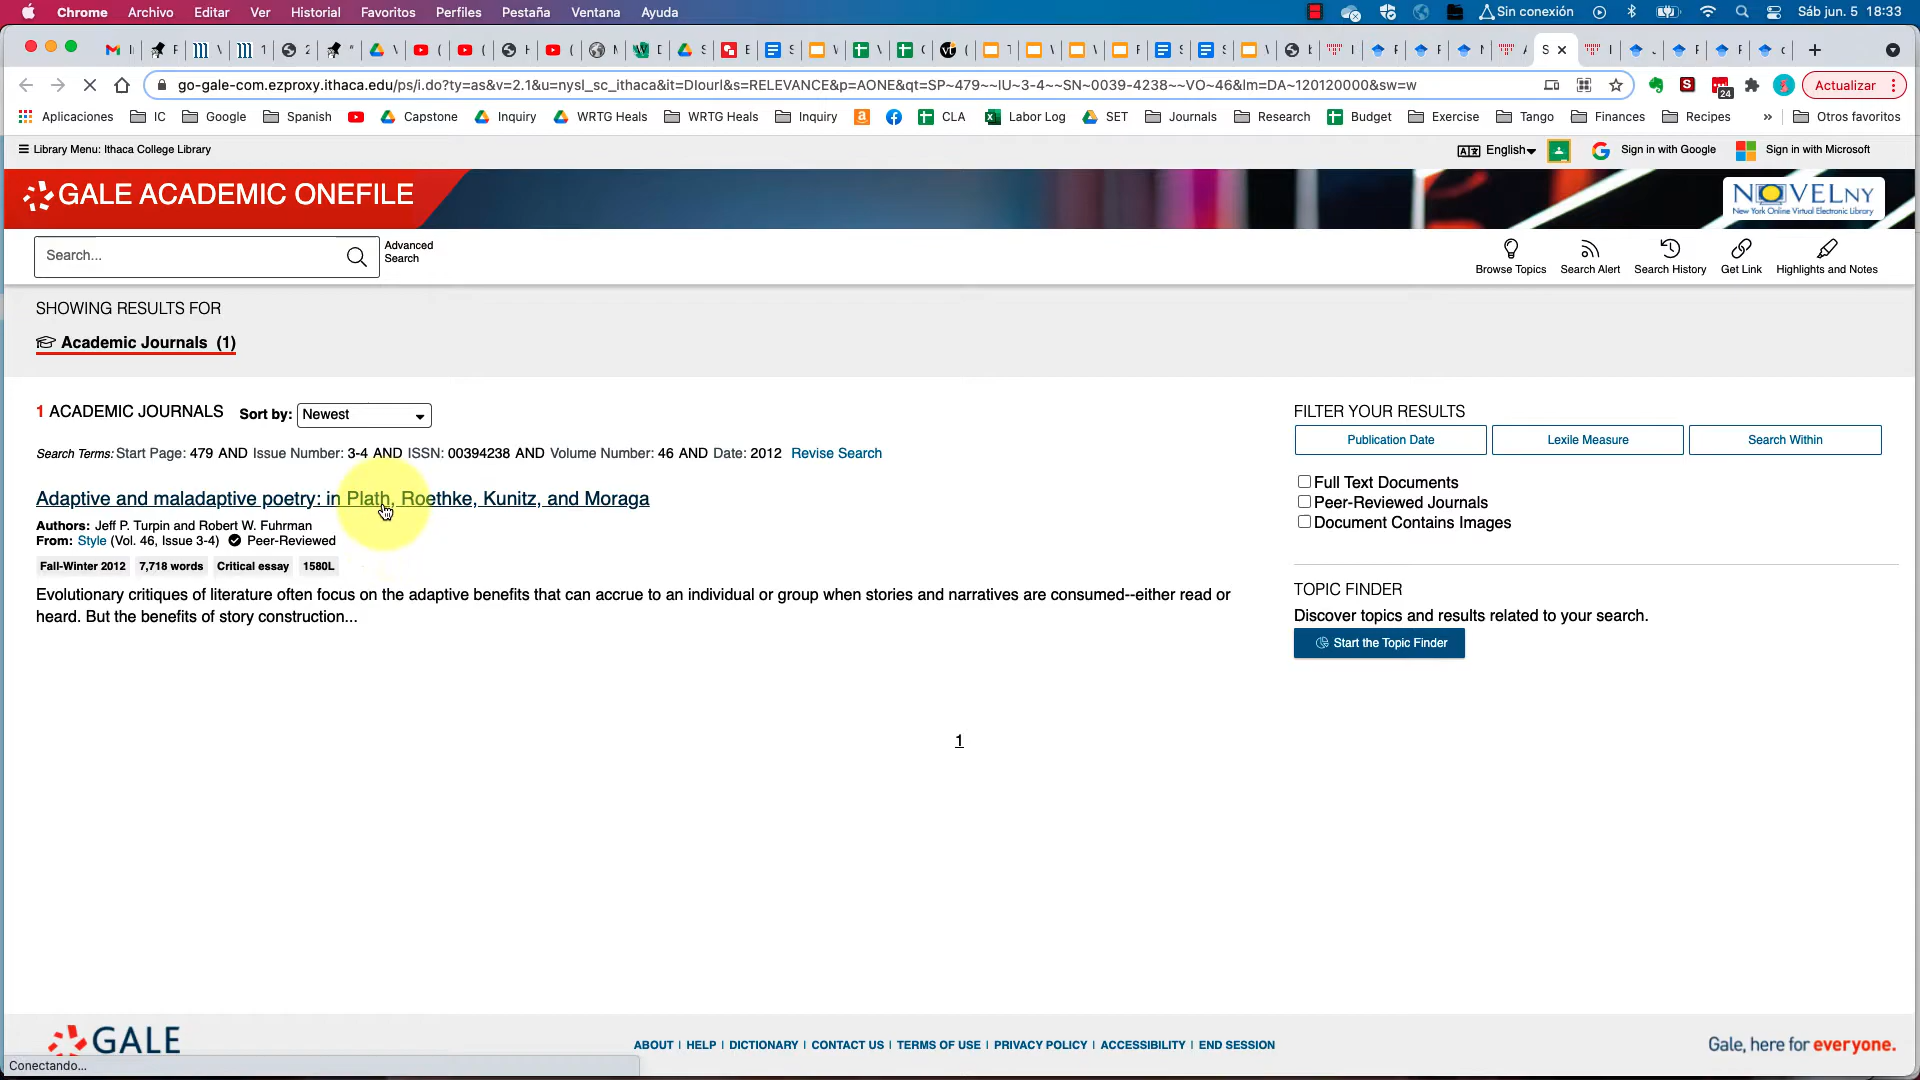 Chrome Archivo Editar Ver Historial Favoritos Perfiles Pestaña Ventana Ayuda Sin conexión Sáb jun. 5 18:33
go-gale-com.ezproxy.ithaca.edu/ps/i.do?ty=as&v=2.1&u=nysl_sc_ithaca&it=DIourl&s=RELEVANCE&p=AONE&qt=SP~479~~IU~3-4~~SN~0039-4238~~VO~46&lm=DA~120120000&sw=w 24 Actualizar
Aplicaciones IC Google Spanish Capstone Inquiry WRTG Heals WRTG Heals Inquiry CLA Labor Log SET Journals Research Budget Exercise Tango Finances Recipes » Otros favoritos
Library Menu: Ithaca College Library English Sign in with Google Sign in with Microsoft
GALE ACADEMIC ONEFILE NOVELNY
New York Online Virtual Electronic Library
Search... Advanced Search
Browse Topics Search Alert Search History Get Link Highlights and Notes
SHOWING RESULTS FOR
Academic Journals (1)
1 ACADEMIC JOURNALS Sort by: Newest
Search Terms: Start Page: 479 AND Issue Number: 3-4 AND ISSN: 00394238 AND Volume Number: 46 AND Date: 2012 Revise Search
Adaptive and maladaptive poetry: in Plath, Roethke, Kunitz, and Moraga
Authors: Jeff P. Turpin and Robert W. Fuhrman
From: Style (Vol. 46, Issue 3-4) Peer-Reviewed
Fall-Winter 2012 7,718 words Critical essay 1580L
Evolutionary critiques of literature often focus on the adaptive benefits that can accrue to an individual or group when stories and narratives are consumed--either read or
heard. But the benefits of story construction...
FILTER YOUR RESULTS
Publication Date Lexile Measure Search Within
Full Text Documents
Peer-Reviewed Journals
Document Contains Images
TOPIC FINDER
Discover topics and results related to your search.
Start the Topic Finder
1
GALE
ABOUT | HELP | DICTIONARY | CONTACT US | TERMS OF USE | PRIVACY POLICY | ACCESSIBILITY | END SESSION
Gale, here for everyone.
Conectando...